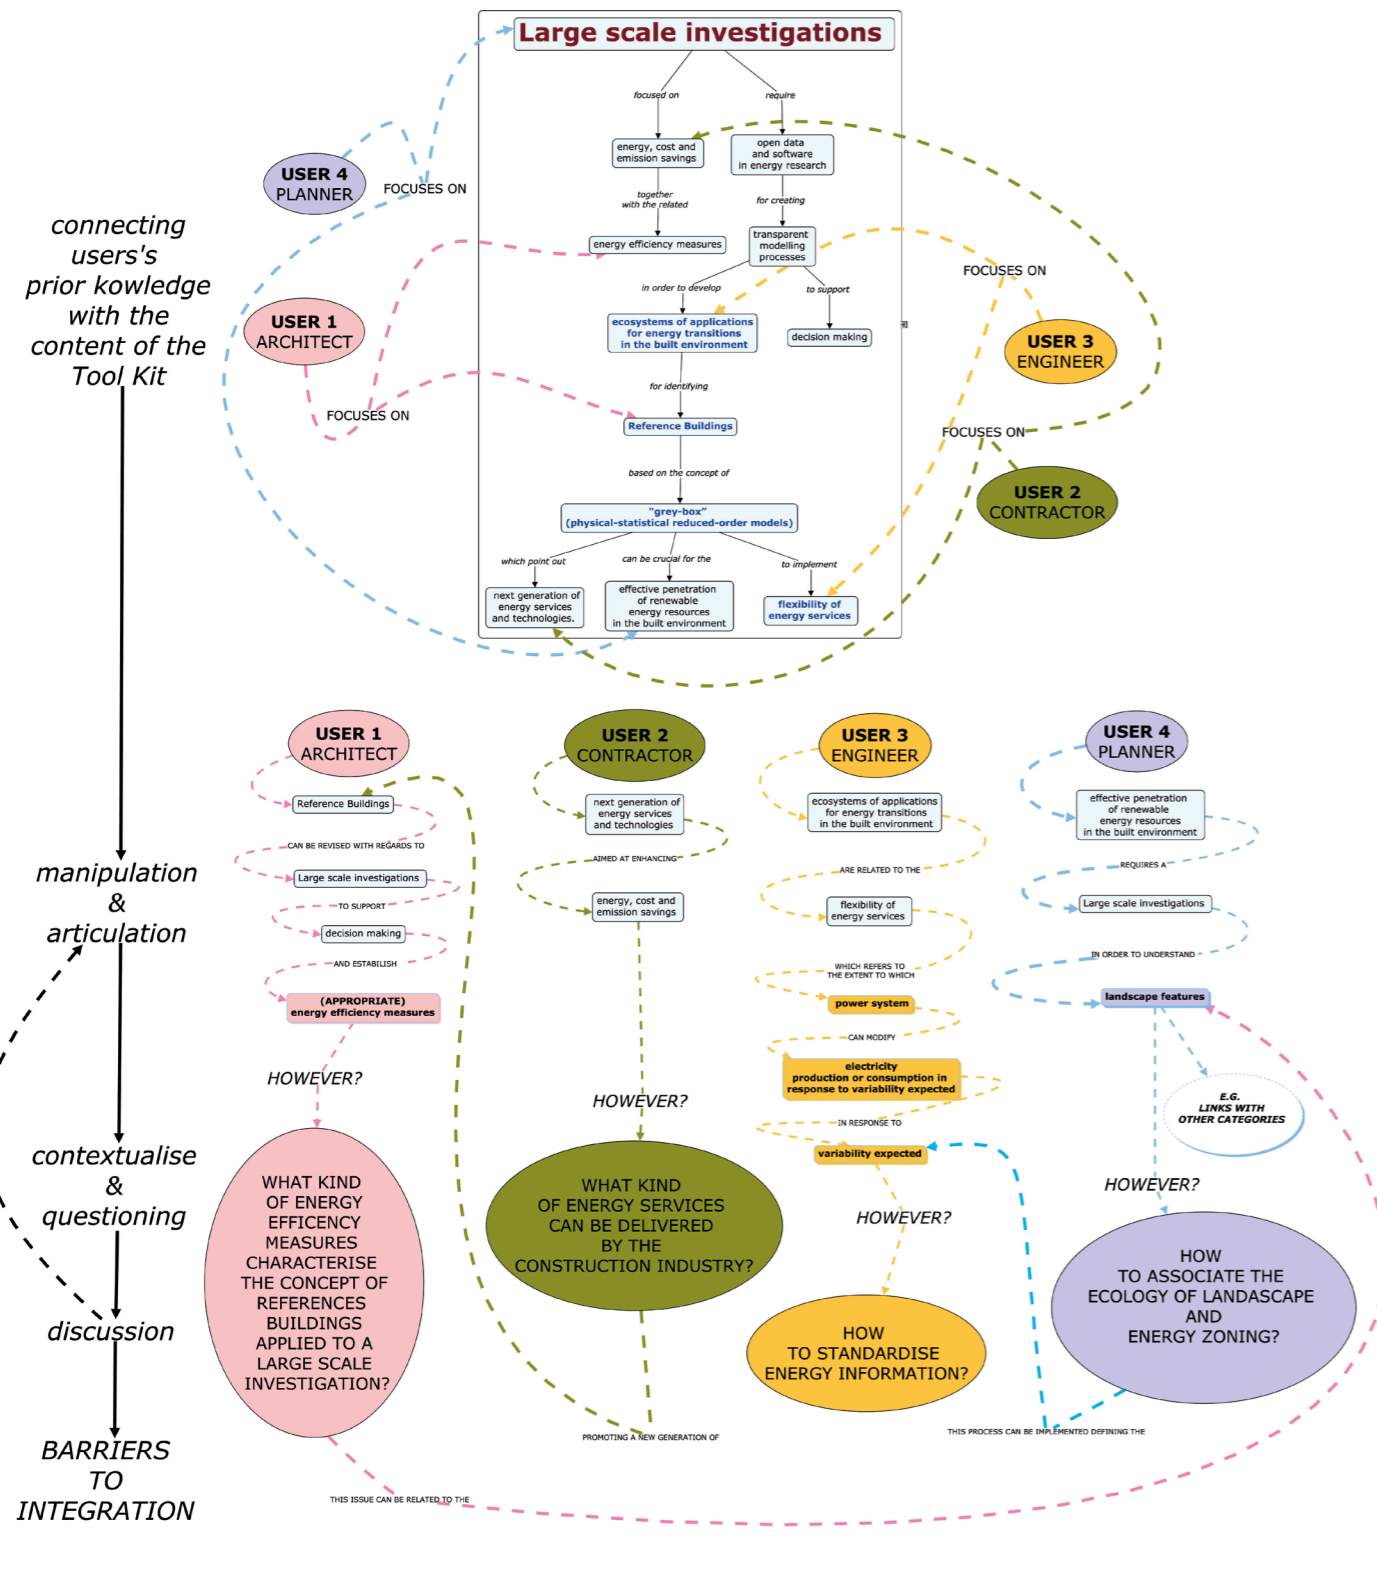 Large scale investigations
focused on
require
energy, cost and
emission savings
open data
and software
in energy research
together
with the related
for creating
energy efficiency measures
transparent
modelling
processes
in order to develop
to support
ecosystems of applications
for energy transitions
in the built environment
decision making
for identifying
Reference Buildings
based on the concept of
“grey-box”
(physical-statistical reduced-order models)
which point out
can be crucial for the
to implement
next generation of
energy services
and technologies.
effective penetration
of renewable
energy resources
in the built environment
flexibility of
energy services
USER 4
PLANNER
FOCUSES ON
USER 1
ARCHITECT
FOCUSES ON
FOCUSES ON
USER 3
ENGINEER
FOCUSES ON
USER 2
CONTRACTOR
connecting
users's
prior kowledge
with the
content of the
Tool Kit
manipulation
&
articulation
contextualise
&
questioning
discussion
BARRIERS
TO
INTEGRATION
USER 1
ARCHITECT
Reference Buildings
CAN BE REVISED WITH REGARDS TO
Large scale investigations
TO SUPPORT
decision making
AND ESTABILISH
(APPROPRIATE)
energy efficiency measures
HOWEVER?
WHAT KIND
OF ENERGY
EFFICENCY
MEASURES
CHARACTERISE
THE CONCEPT OF
REFERENCES
BUILDINGS
APPLIED TO A
LARGE SCALE
INVESTIGATION?
THIS ISSUE CAN BE RELATED TO THE
USER 2
CONTRACTOR
next generation of
energy services
and technologies
AIMED AT ENHANCING
energy, cost and
emission savings
HOWEVER?
WHAT KIND
OF ENERGY SERVICES
CAN BE DELIVERED
BY THE
CONSTRUCTION INDUSTRY?
PROMOTING A NEW GENERATION OF
USER 3
ENGINEER
ecosystems of applications
for energy transitions
in the built environment
ARE RELATED TO THE
flexibility of
energy services
WHICH REFERS TO
THE EXTENT TO WHICH
power system
CAN MODIFY
electricity
production or consumption in
response to variability expected
IN RESPONSE TO
variability expected
HOWEVER?
HOW
TO STANDARDISE
ENERGY INFORMATION?
USER 4
PLANNER
effective penetration
of renewable
energy resources
in the built environment
REQUIRES A
Large scale investigations
IN ORDER TO UNDERSTAND
landscape features
E.G.
LINKS WITH
OTHER CATEGORIES
HOWEVER?
HOW
TO ASSOCIATE THE
ECOLOGY OF LANDASCAPE
AND
ENERGY ZONING?
THIS PROCESS CAN BE IMPLEMENTED DEFINING THE